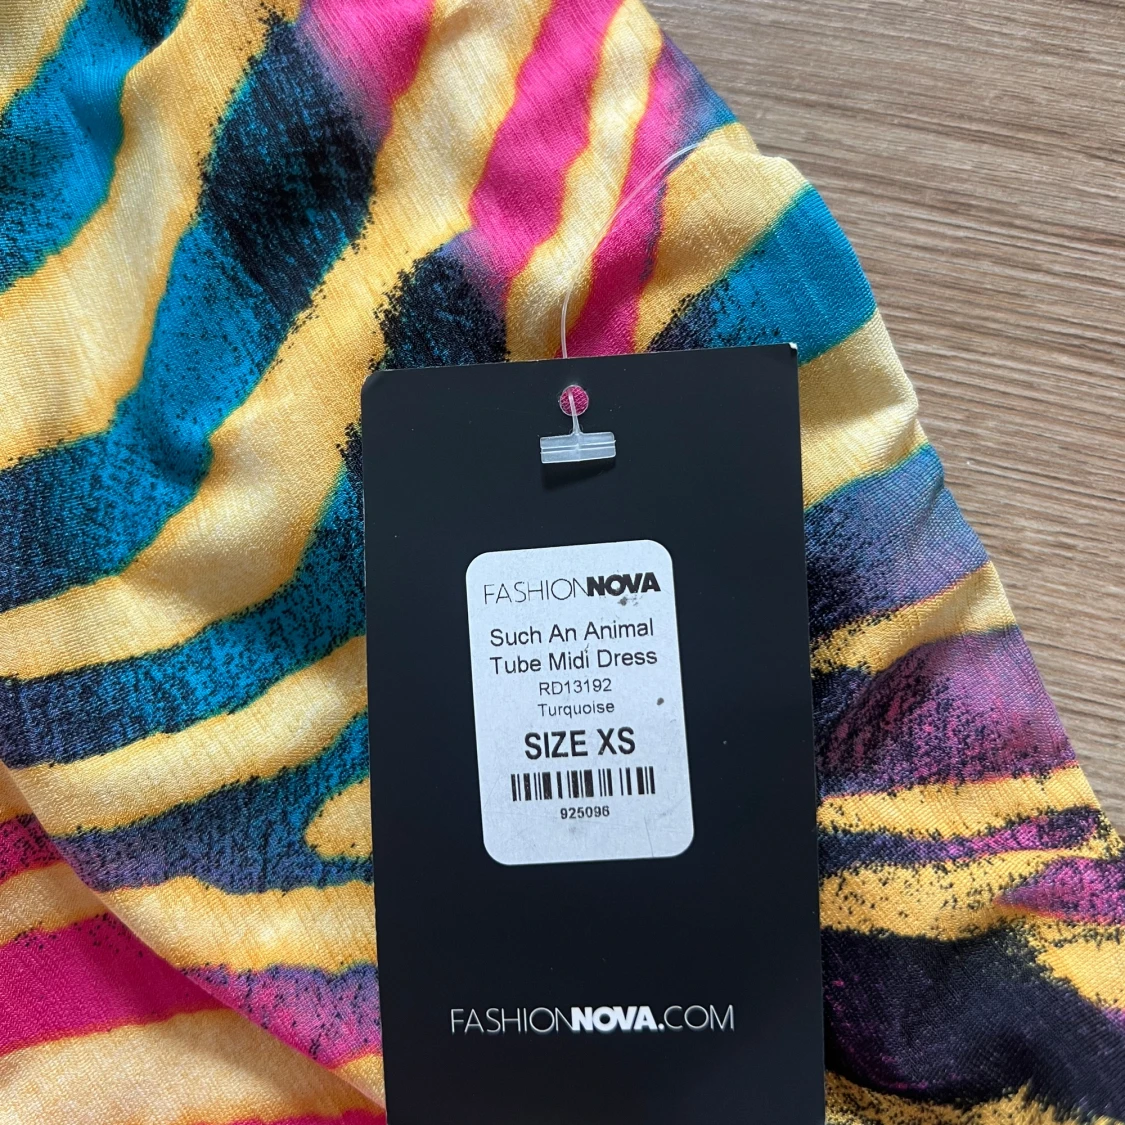 FASHIONNOVA
Such An Animal
Tube Midi Dress
RD13192
Turquoise
SIZE XS
925096
FASHIONNOVA.COM